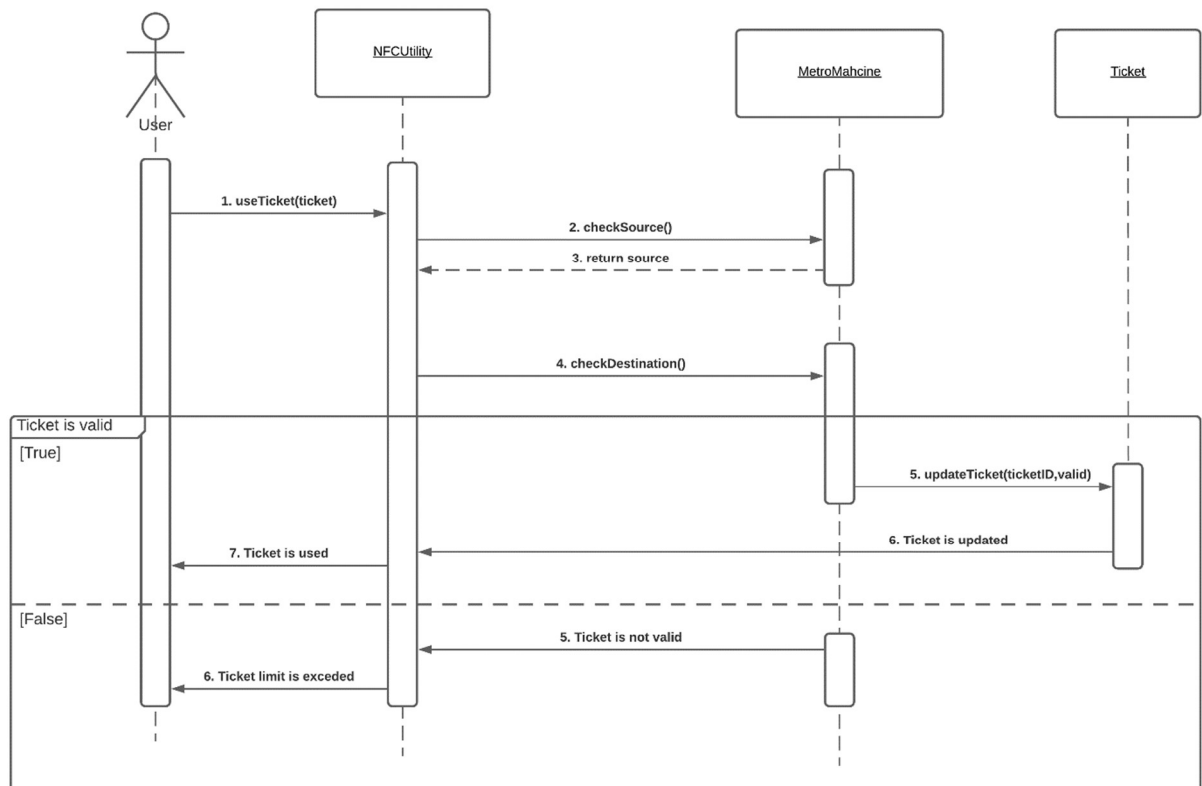 NFCUtility
MetroMahcine
Ticket
User
1. useTicket(ticket)
2. checkSource()
3. return source
4. checkDestination()
Ticket is valid
[True]
5. updateTicket(ticketID,valid)
6. Ticket is updated
7. Ticket is used
[False]
5. Ticket is not valid
6. Ticket limit is exceded